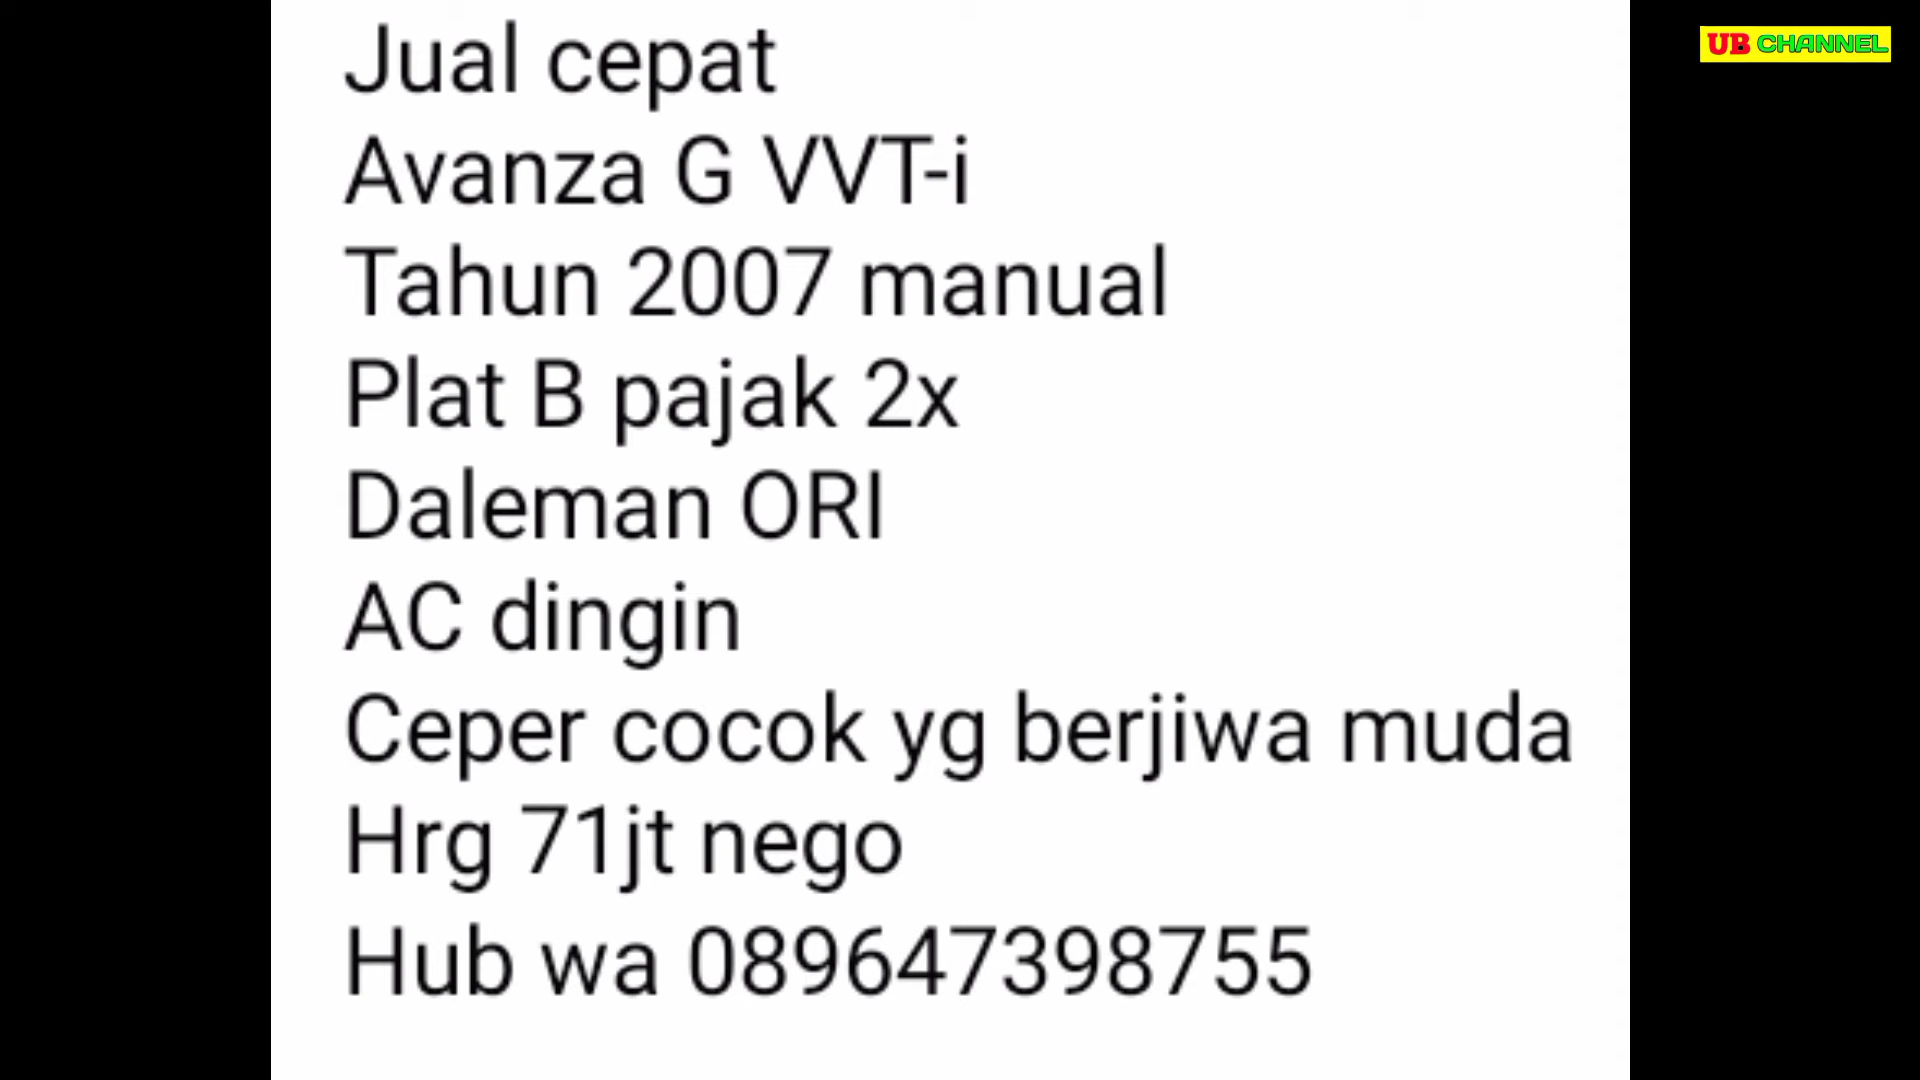 Jual cepat
Avanza G VVT-i
Tahun 2007 manual
Plat B pajak 2x
Daleman ORI
AC dingin
Ceper cocok yg berjiwa muda
Hrg 71jt nego
Hub wa 089647398755
UB CHANNEL